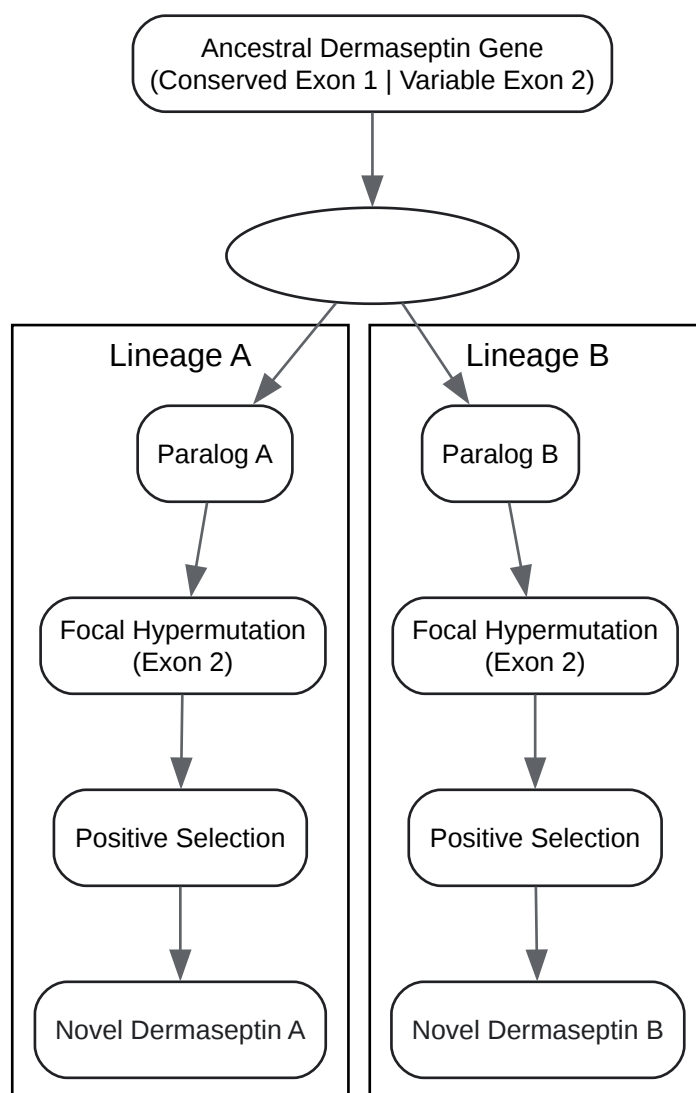 Ancestral Dermaseptin Gene
(Conserved Exon 1 | Variable Exon 2)
Lineage A
Paralog A
Focal Hypermutation
(Exon 2)
Positive Selection
Novel Dermaseptin A
Lineage B
Paralog B
Focal Hypermutation
(Exon 2)
Positive Selection
Novel Dermaseptin B